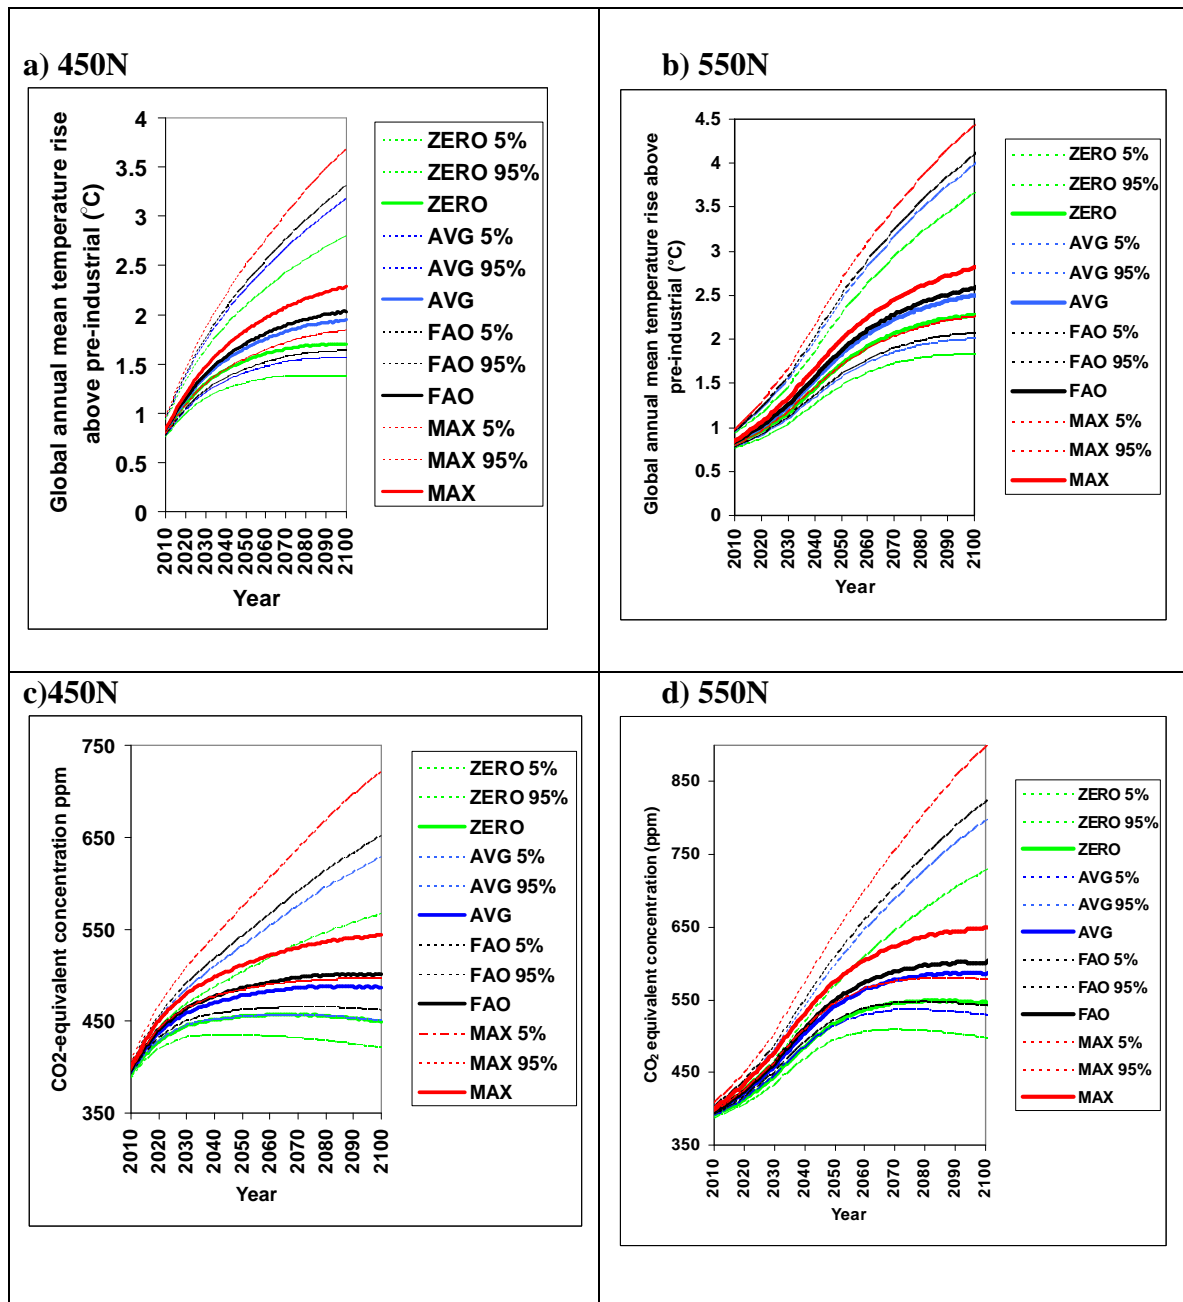 a) 450N
Global annual mean temperature rise
above pre-industrial (°C)
4
3.5
3
2.5
2
1.5
1
0.5
0
2010
2020
2030
2040
2050
2060
2070
2080
2090
2100
Year
ZERO 5%
ZERO 95%
ZERO
AVG 5%
AVG 95%
AVG
FAO 5%
FAO 95%
FAO
MAX 5%
MAX 95%
MAX
b) 550N
Global annual mean temperature rise above
pre-industrial (°C)
4.5
4
3.5
3
2.5
2
1.5
1
0.5
0
2010
2020
2030
2040
2050
2060
2070
2080
2090
2100
Year
ZERO 5%
ZERO 95%
ZERO
AVG 5%
AVG 95%
AVG
FAO 5%
FAO 95%
FAO
MAX 5%
MAX 95%
MAX
c)450N
CO2-equivalent concentration ppm
750
650
550
450
350
2010
2020
2030
2040
2050
2060
2070
2080
2090
2100
Year
ZERO 5%
ZERO 95%
ZERO
AVG 5%
AVG 95%
AVG
FAO 5%
FAO 95%
FAO
MAX 5%
MAX 95%
MAX
d) 550N
CO₂ equivalent concentration (ppm)
850
750
650
550
450
350
2010
2020
2030
2040
2050
2060
2070
2080
2090
2100
Year
ZERO 5%
ZERO 95%
ZERO
AVG 5%
AVG 95%
AVG
FAO 5%
FAO 95%
FAO
MAX 5%
MAX 95%
MAX